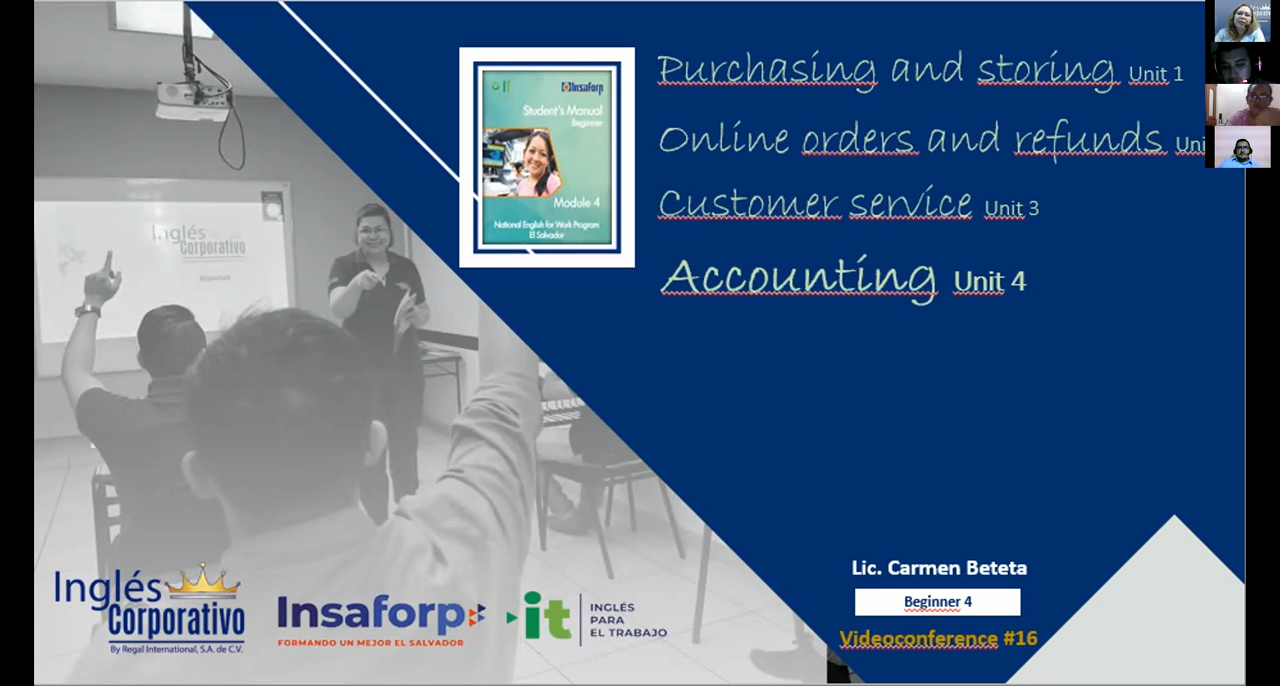 Purchasing and storing Unit 1
Online orders and refunds
Customer service Unit 3
Accounting Unit 4
it Insaforp
Student's Manual
Beginner
Module 4
National English for Work Program
El Salvador
Inglés
Corporativo
Inglés
Corporativo
By Regal International, S.A. de C.V.
Insaforp
FORMANDO UN MEJOR EL SALVADOR
it
INGLÉS
PARA
EL TRABAJO
Lic. Carmen Beteta
Beginner 4
Videoconference #16